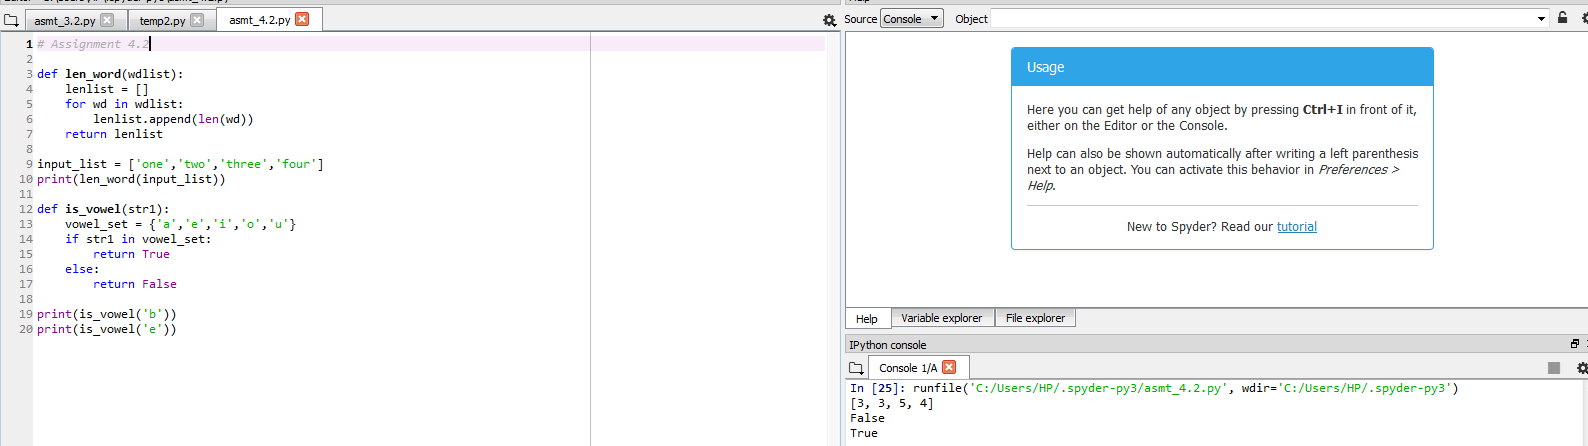 asmt_3.2.py
temp2.py
asmt_4.2.py
1 # Assignment 4.2
2
3 def len_word(wdlist):
4     lenlist = []
5     for wd in wdlist:
6         lenlist.append(len(wd))
7     return lenlist
8
9 input_list = ['one','two','three','four']
10 print(len_word(input_list))
11
12 def is_vowel(str1):
13     vowel_set = {'a','e','i','o','u'}
14     if str1 in vowel_set:
15         return True
16     else:
17         return False
18
19 print(is_vowel('b'))
20 print(is_vowel('e'))
Source Console Object
Usage
Here you can get help of any object by pressing Ctrl+I in front of it,
either on the Editor or the Console.
Help can also be shown automatically after writing a left parenthesis
next to an object. You can activate this behavior in Preferences >
Help.
New to Spyder? Read our tutorial
Help Variable explorer File explorer
IPython console
Console 1/A
In [25]: runfile('C:/Users/HP/.spyder-py3/asmt_4.2.py', wdir='C:/Users/HP/.spyder-py3')
[3, 3, 5, 4]
False
True